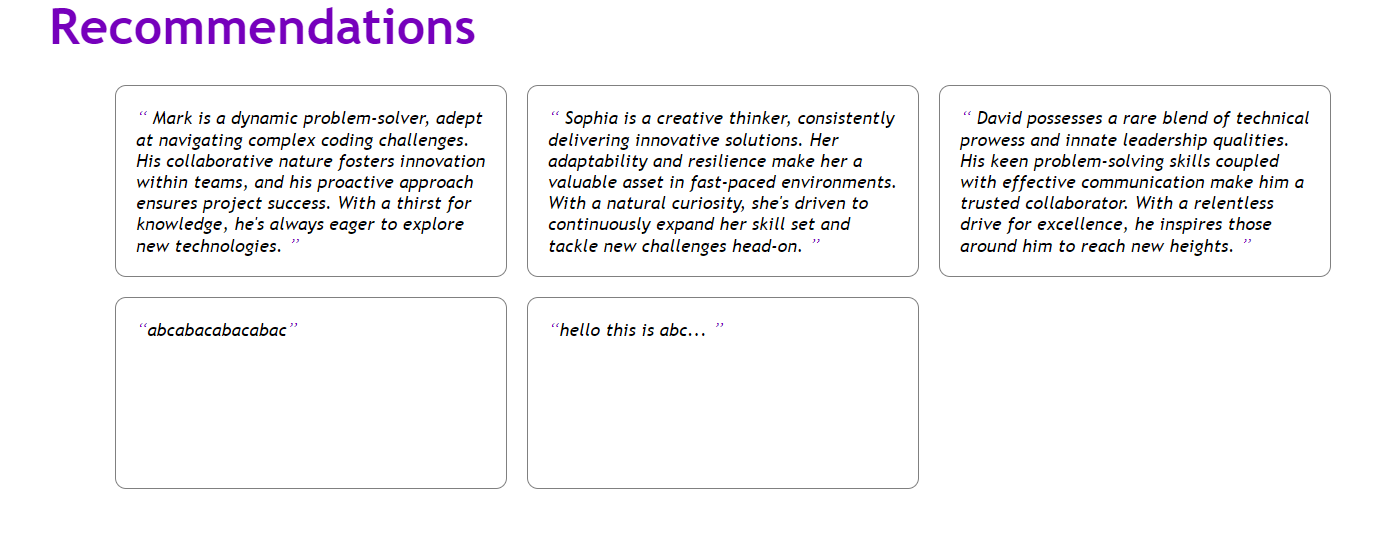 Recommendations
“ Mark is a dynamic problem-solver, adept
at navigating complex coding challenges.
His collaborative nature fosters innovation
within teams, and his proactive approach
ensures project success. With a thirst for
knowledge, he's always eager to explore
new technologies. ”
“ Sophia is a creative thinker, consistently
delivering innovative solutions. Her
adaptability and resilience make her a
valuable asset in fast-paced environments.
With a natural curiosity, she's driven to
continuously expand her skill set and
tackle new challenges head-on. ”
“ David possesses a rare blend of technical
prowess and innate leadership qualities.
His keen problem-solving skills coupled
with effective communication make him a
trusted collaborator. With a relentless
drive for excellence, he inspires those
around him to reach new heights. ”
“abcabacabacabac”
“hello this is abc... ”